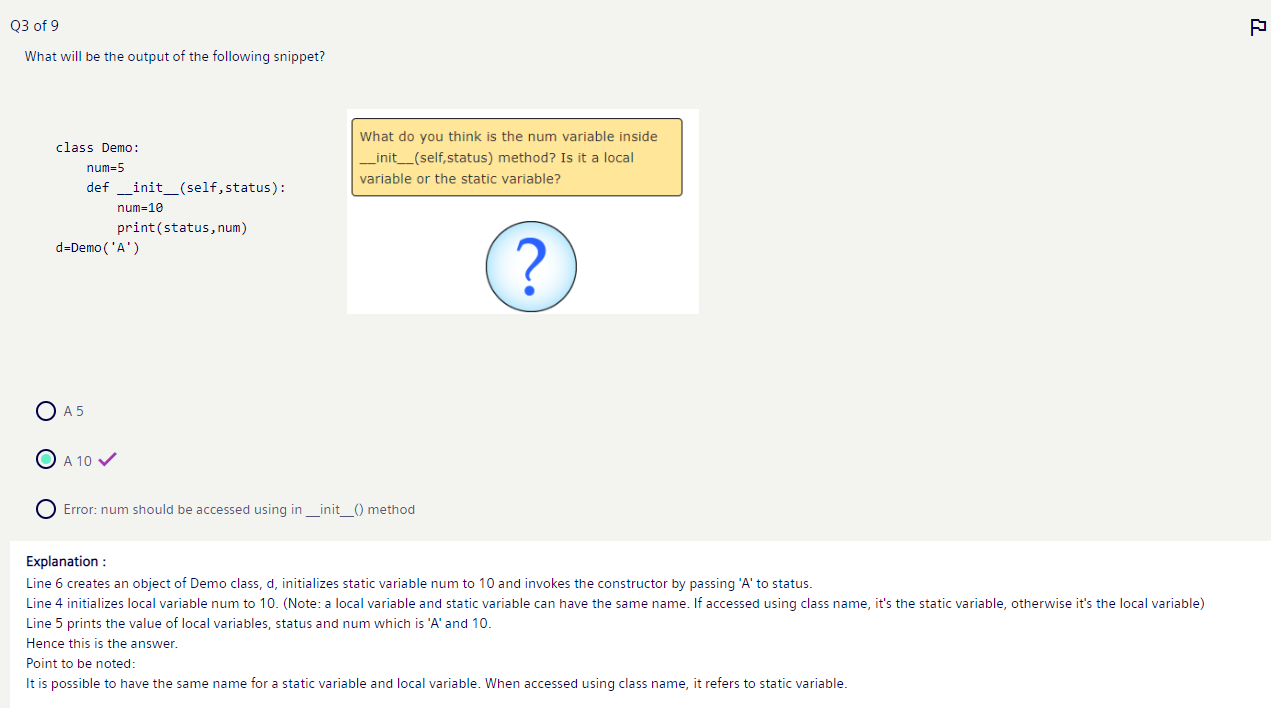 Q3 of 9
What will be the output of the following snippet?
class Demo:
    num=5
    def __init__(self,status):
        num=10
        print(status,num)
d=Demo('A')
What do you think is the num variable inside
__init__(self,status) method? Is it a local
variable or the static variable?
?
A 5
A 10
Error: num should be accessed using in __init__() method
Explanation :
Line 6 creates an object of Demo class, d, initializes static variable num to 10 and invokes the constructor by passing 'A' to status.
Line 4 initializes local variable num to 10. (Note: a local variable and static variable can have the same name. If accessed using class name, it's the static variable, otherwise it's the local variable)
Line 5 prints the value of local variables, status and num which is 'A' and 10.
Hence this is the answer.
Point to be noted:
It is possible to have the same name for a static variable and local variable. When accessed using class name, it refers to static variable.